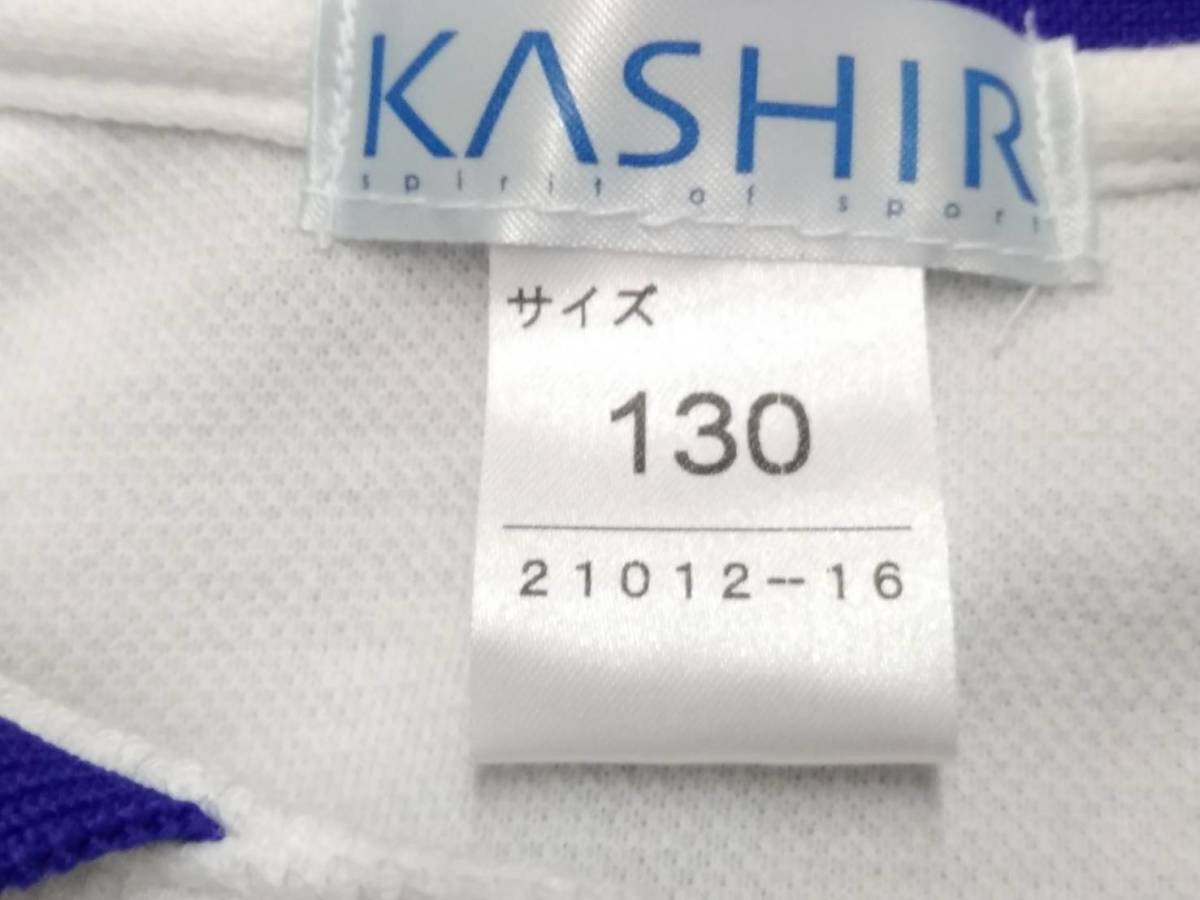 KASHIR
spirit of sport
サイズ
130
21012--16